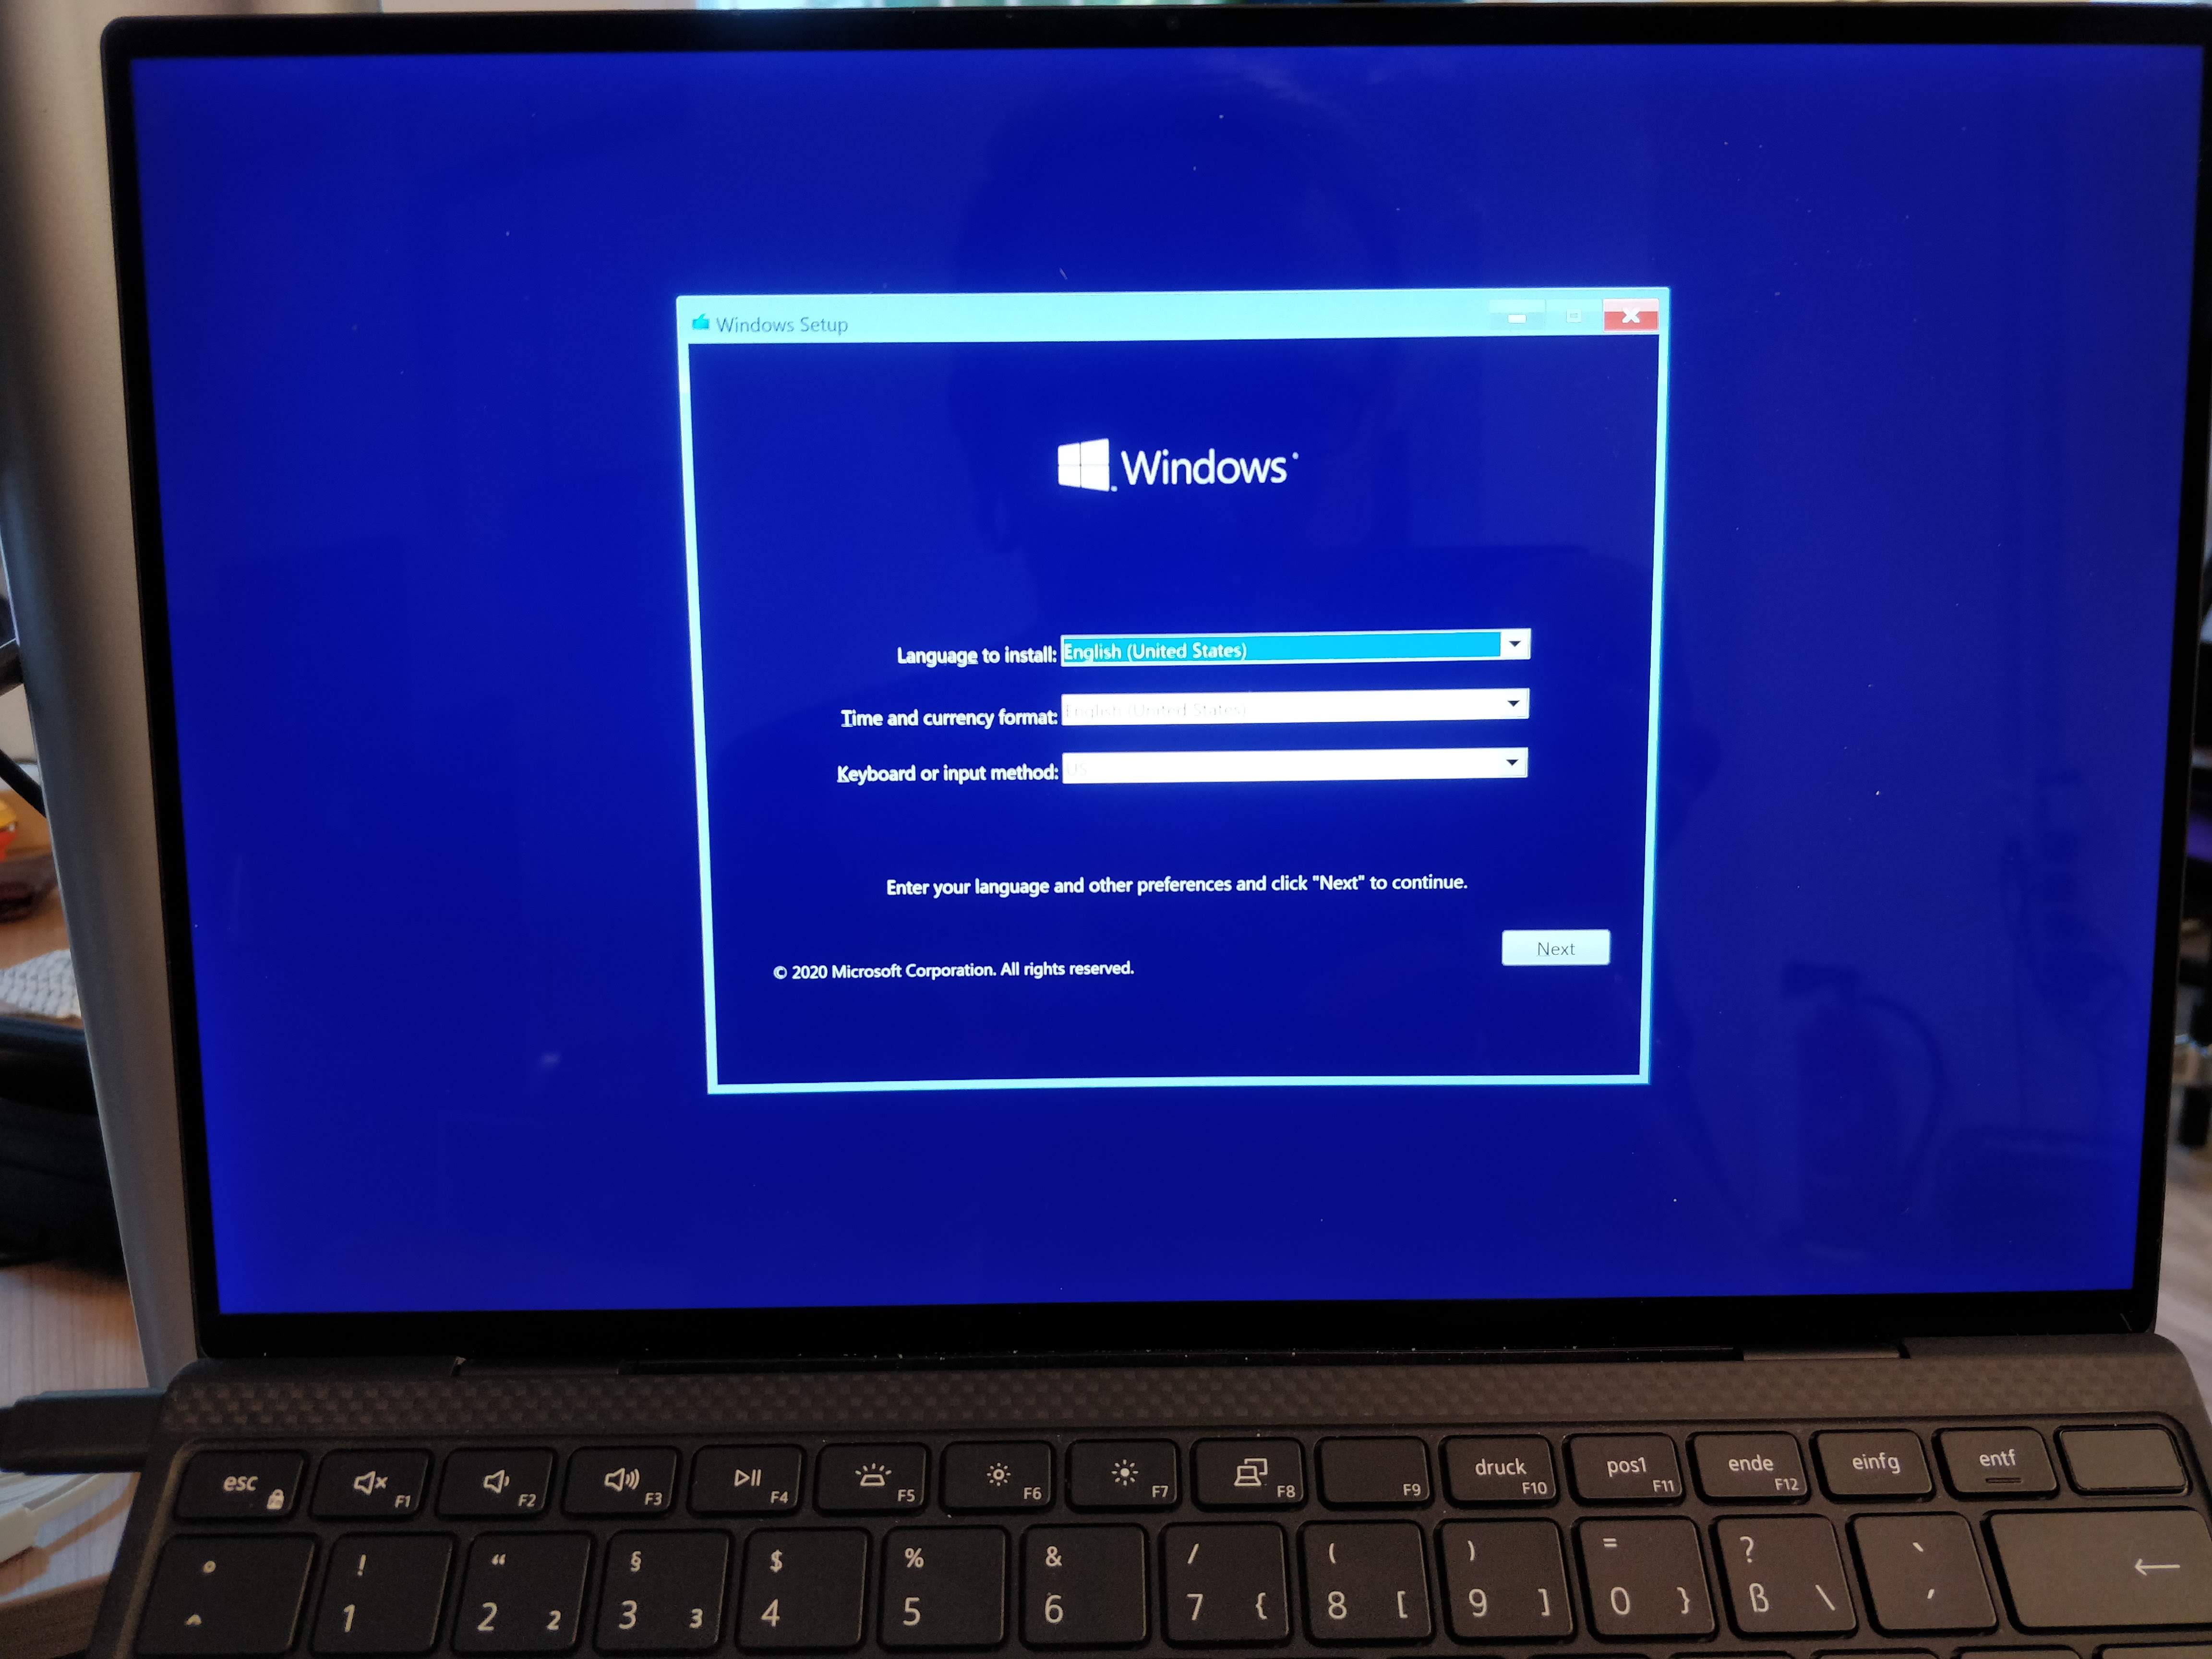 Windows Setup
Windows
Language to install: English (United States)
Time and currency format: English (United States)
Keyboard or input method: US
Enter your language and other preferences and click "Next" to continue.
Next
© 2020 Microsoft Corporation. All rights reserved.
esc F1 F2 F3 F4 F5 F6 F7 F8 F9 druck F10 pos1 F11 ende F12 einfg entf
° ! “ § $ % & / ( ) = ? `
^ 1 2 2 3 3 4 5 6 7 { 8 [ 9 ] 0 } ß \ ´